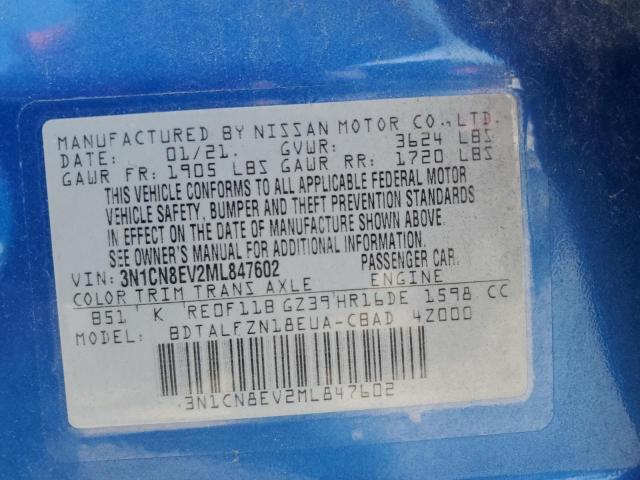 MANUFACTURED BY NISSAN MOTOR CO., LTD.
DATE: 01/21. GVWR: 3624 LBS
GAWR FR: 1905 LBS GAWR RR: 1720 LBS
THIS VEHICLE CONFORMS TO ALL APPLICABLE FEDERAL MOTOR
VEHICLE SAFETY, BUMPER AND THEFT PREVENTION STANDARDS
IN EFFECT ON THE DATE OF MANUFACTURE SHOWN ABOVE.
SEE OWNER'S MANUAL FOR ADDITIONAL INFORMATION.
VIN: 3N1CN8EV2ML847602 PASSENGER CAR.
COLOR TRIM TRANS AXLE ENGINE
B51 K RE0F11B GZ39 HR16DE 1598 CC
MODEL: BDTALFZN18EUA-CBAD 4Z000
3N1CN8EV2ML847602